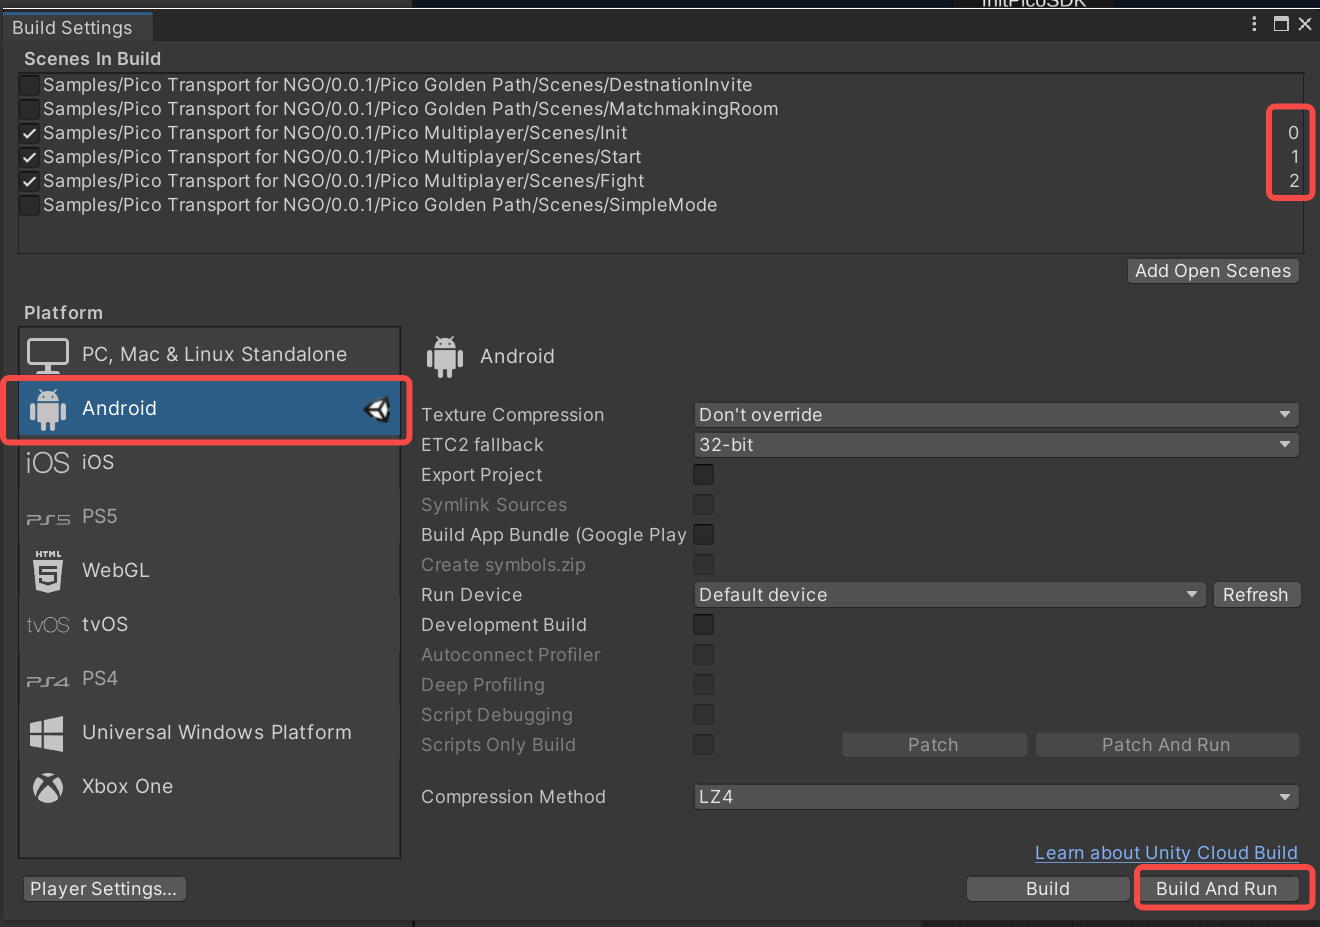 InitPicoSDK
Build Settings
Scenes In Build
Samples/Pico Transport for NGO/0.0.1/Pico Golden Path/Scenes/DestnationInvite
Samples/Pico Transport for NGO/0.0.1/Pico Golden Path/Scenes/MatchmakingRoom
Samples/Pico Transport for NGO/0.0.1/Pico Multiplayer/Scenes/Init 0
Samples/Pico Transport for NGO/0.0.1/Pico Multiplayer/Scenes/Start 1
Samples/Pico Transport for NGO/0.0.1/Pico Multiplayer/Scenes/Fight 2
Samples/Pico Transport for NGO/0.0.1/Pico Golden Path/Scenes/SimpleMode
Add Open Scenes
Platform
PC, Mac & Linux Standalone
Android
iOS iOS
PS5 PS5
HTML 5 WebGL
tvOS tvOS
PS4 PS4
Universal Windows Platform
Xbox One
Android
Texture Compression Don't override
ETC2 fallback 32-bit
Export Project
Symlink Sources
Build App Bundle (Google Play
Create symbols.zip
Run Device Default device Refresh
Development Build
Autoconnect Profiler
Deep Profiling
Script Debugging
Scripts Only Build Patch Patch And Run
Compression Method LZ4
Learn about Unity Cloud Build
Player Settings... Build Build And Run